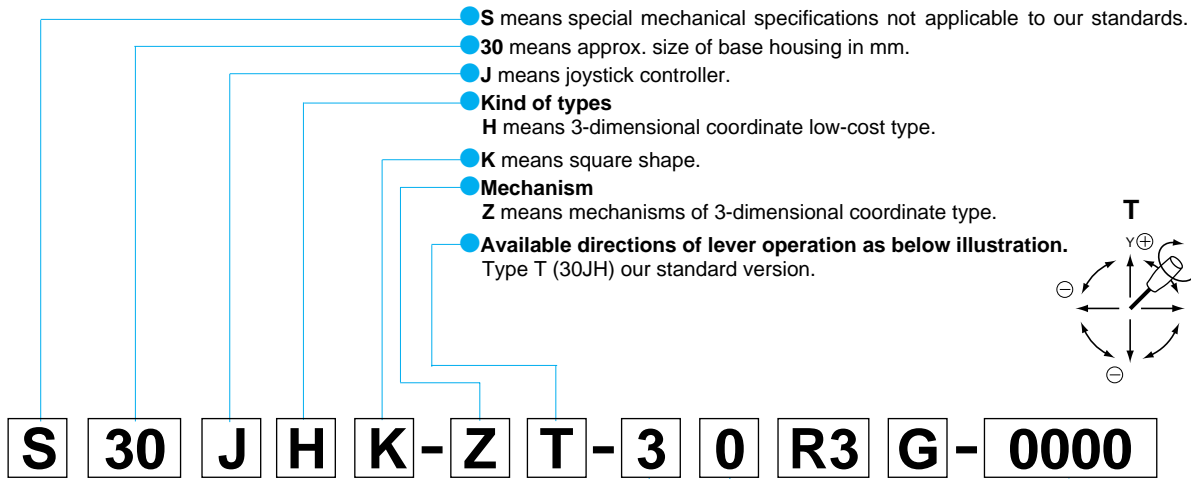 S means special mechanical specifications not applicable to our standards.
30 means approx. size of base housing in mm.
J means joystick controller.
Kind of types
H means 3-dimensional coordinate low-cost type.
K means square shape.
Mechanism
Z means mechanisms of 3-dimensional coordinate type.
Available directions of lever operation as below illustration.
Type T (30JH) our standard version.
T
Y +
−
−
S 30 J H K - Z T - 3 0 R3 G - 0000